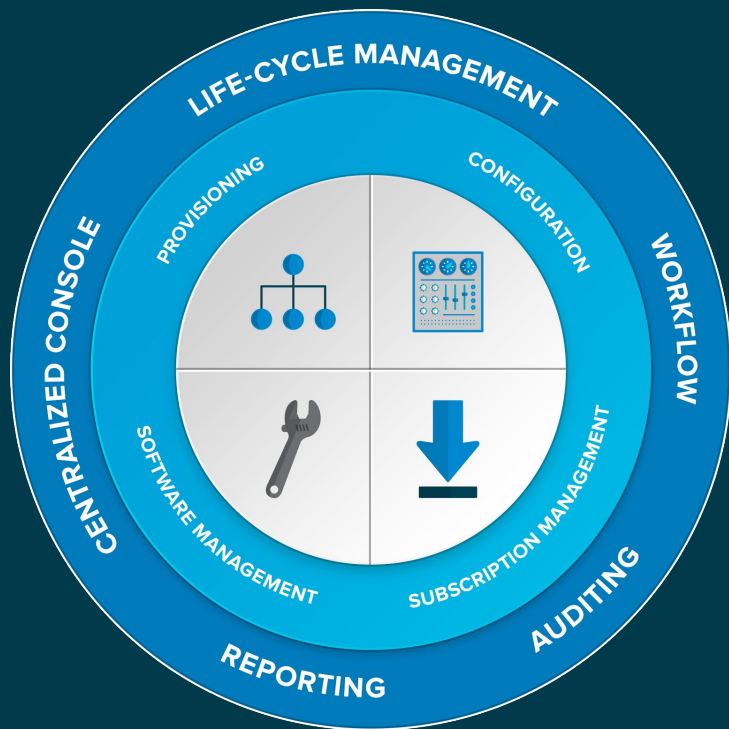 LIFE-CYCLE MANAGEMENT
WORKFLOW
AUDITING
REPORTING
CENTRALIZED CONSOLE
PROVISIONING
CONFIGURATION
SUBSCRIPTION MANAGEMENT
SOFTWARE MANAGEMENT